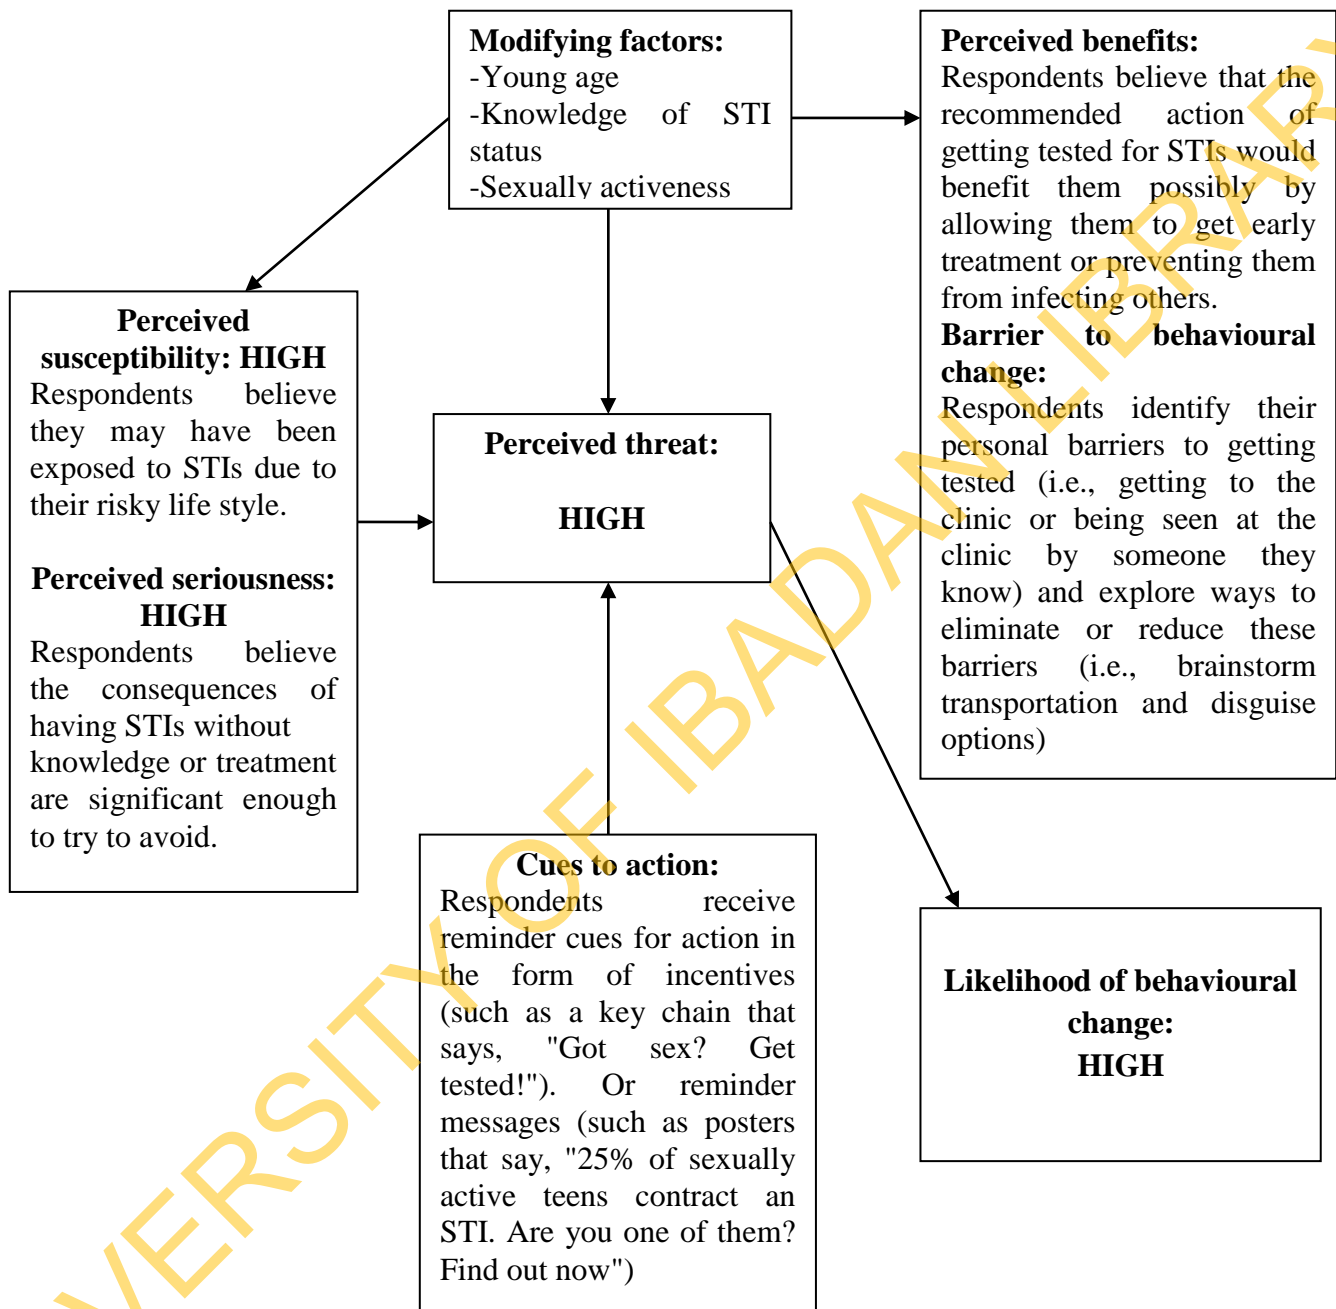 Modifying factors:
-Young age
-Knowledge of STI
status
-Sexually activeness
Perceived benefits:
Respondents believe that the
recommended action of
getting tested for STIs would
benefit them possibly by
allowing them to get early
treatment or preventing them
from infecting others.
Barrier to behavioural
change:
Respondents identify their
personal barriers to getting
tested (i.e., getting to the
clinic or being seen at the
clinic by someone they
know) and explore ways to
eliminate or reduce these
barriers (i.e., brainstorm
transportation and disguise
options)
Perceived
susceptibility: HIGH
Respondents believe
they may have been
exposed to STIs due to
their risky life style.
Perceived seriousness:
HIGH
Respondents believe
the consequences of
having STIs without
knowledge or treatment
are significant enough
to try to avoid.
Perceived threat:
HIGH
Cues to action:
Respondents receive
reminder cues for action in
the form of incentives
(such as a key chain that
says, "Got sex? Get
tested!"). Or reminder
messages (such as posters
that say, "25% of sexually
active teens contract an
STI. Are you one of them?
Find out now")
Likelihood of behavioural
change:
HIGH
VERSITY OF IBADAN LIBRARY